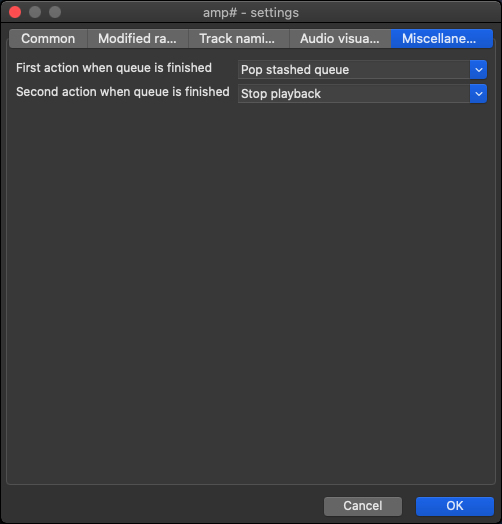 amp# - settings
Common Modified ra... Track nami... Audio visua... Miscellane...
First action when queue is finished Pop stashed queue
Second action when queue is finished Stop playback
Cancel OK